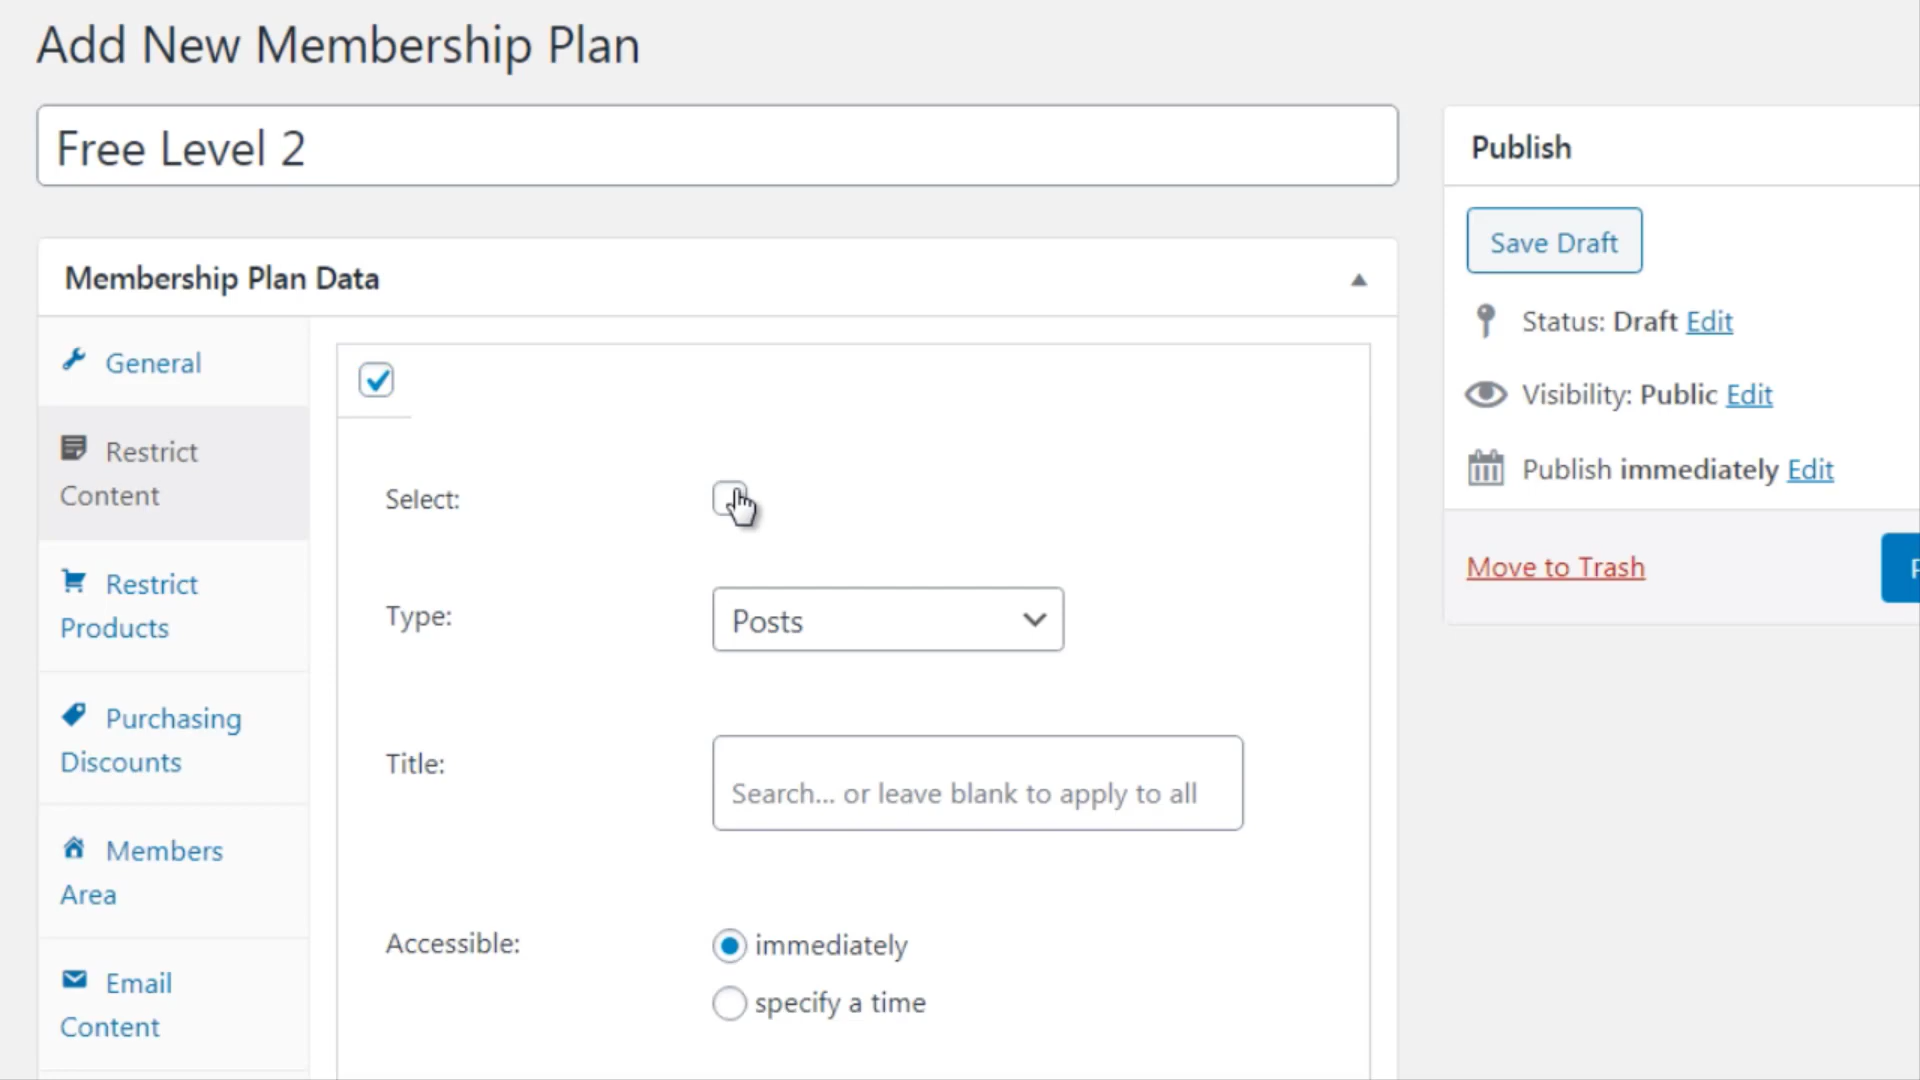 Add New Membership Plan
Free Level 2
Membership Plan Data
General
Restrict
Content
Restrict
Products
Purchasing
Discounts
Members
Area
Email
Content
Select:
Type:
Posts
Title:
Search... or leave blank to apply to all
Accessible:
immediately
specify a time
Publish
Save Draft
Status: Draft Edit
Visibility: Public Edit
Publish immediately Edit
Move to Trash